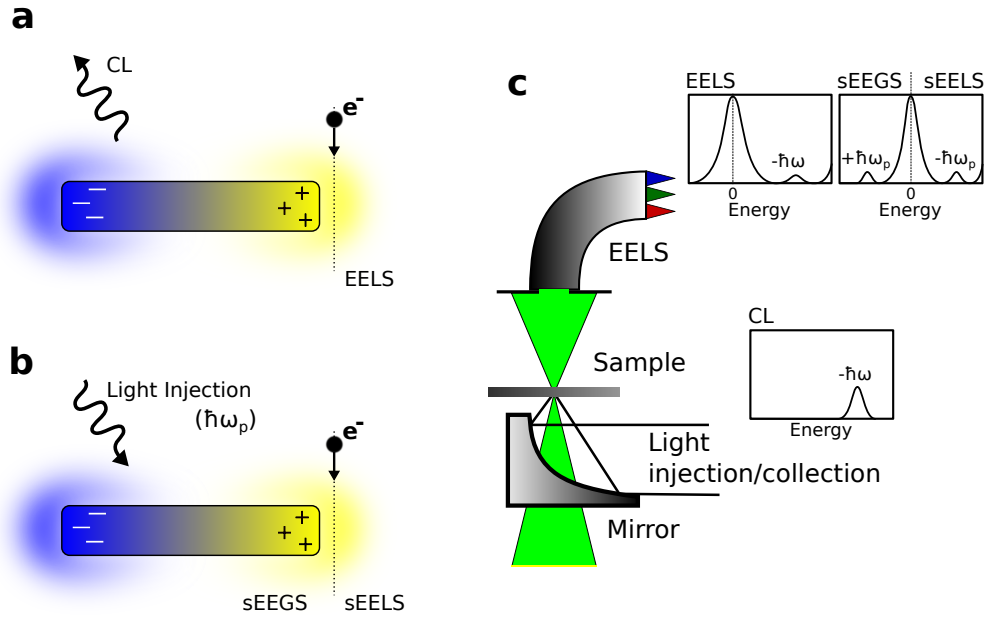 a
CL
e-
EELS
b
Light Injection
(ħωp)
e-
sEEGS sEELS
c
EELS
-ħω
0
Energy
sEEGS sEELS
+ħωp -ħωp
0
Energy
EELS
Sample
CL
-ħω
Energy
Light
injection/collection
Mirror